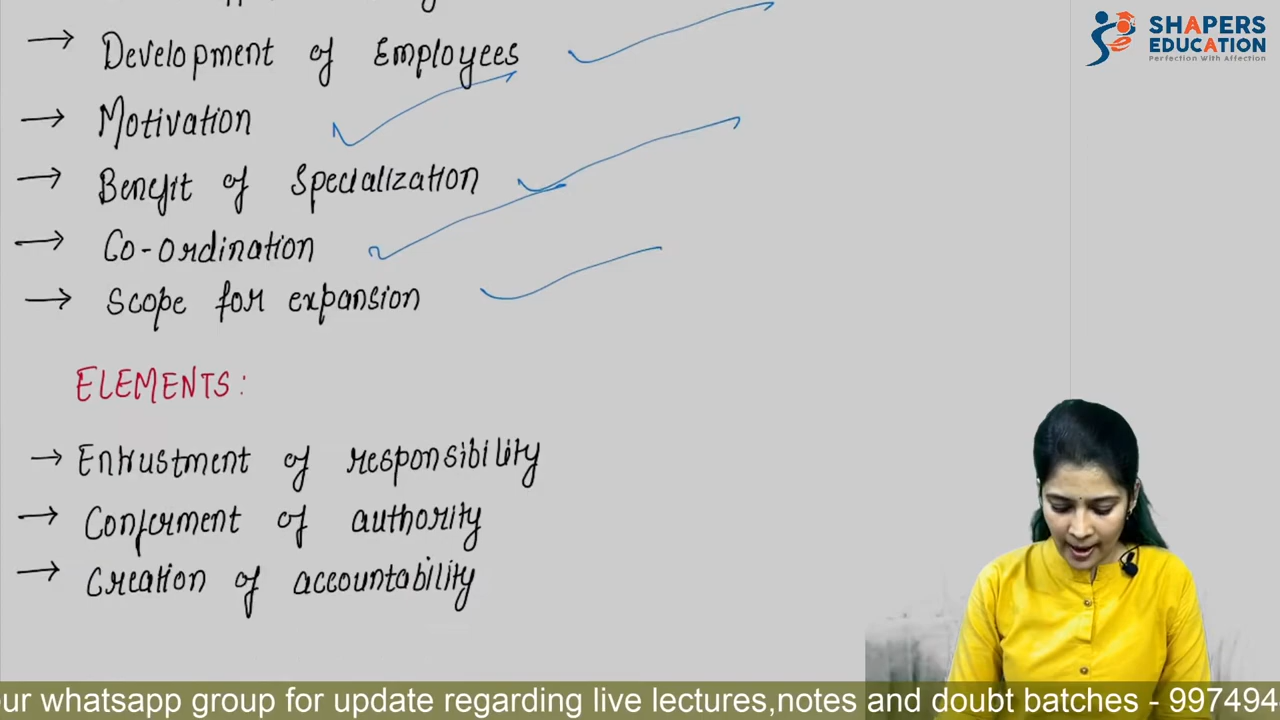 SHAPERS
EDUCATION
Perfection With Affection
→ Development of Employees
→ Motivation
→ Benefit of Specialization
→ Co-ordination
→ Scope for expansion
ELEMENTS:
→ Entrustment of responsibility
→ Conferment of authority
→ Creation of accountability
our whatsapp group for update regarding live lectures,notes and doubt batches - 997494